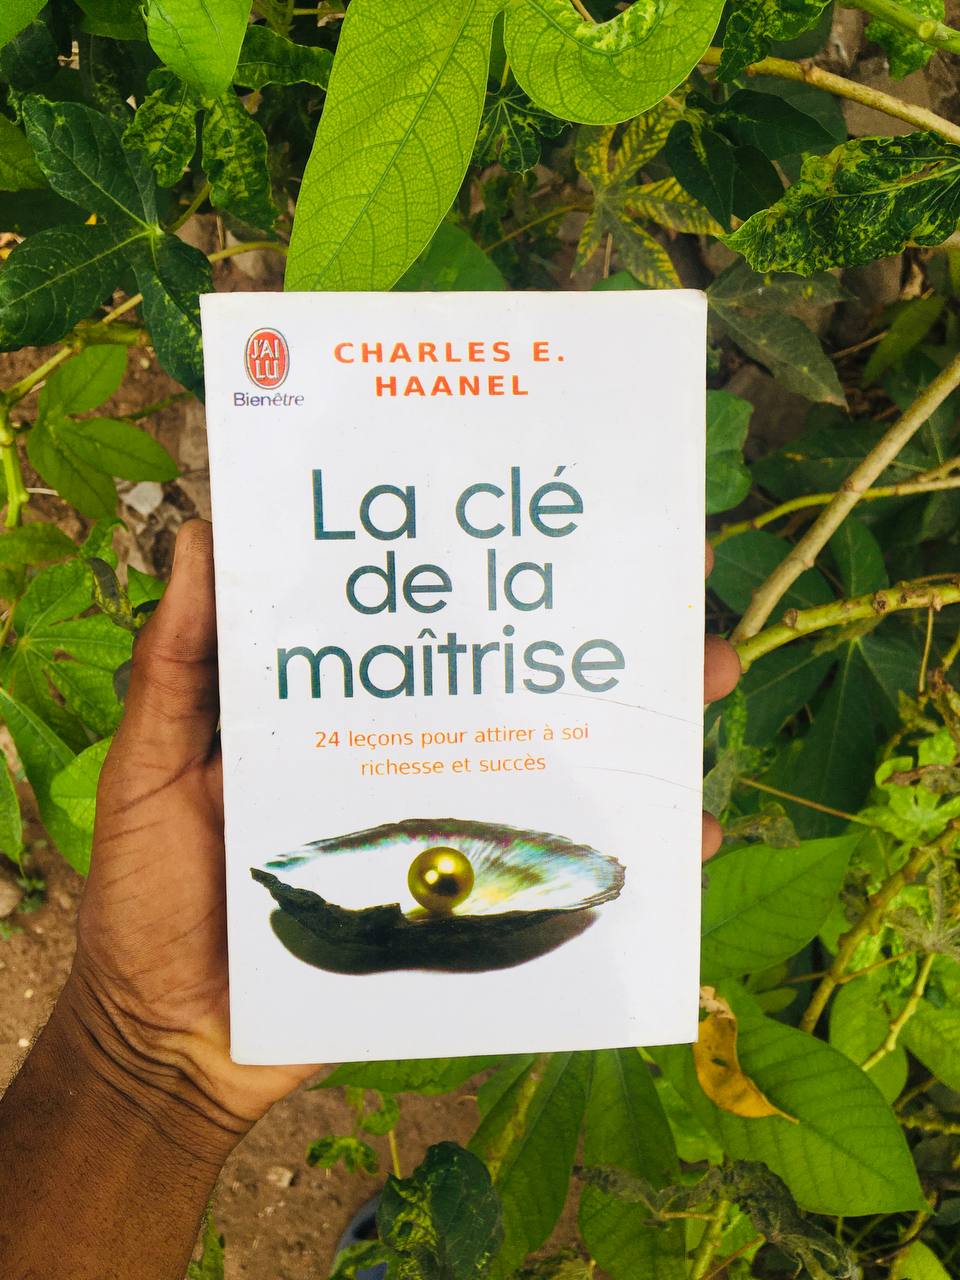 J'AI
LU
Bienêtre
CHARLES E.
HAANEL
La clé
de la
maîtrise
24 leçons pour attirer à soi
richesse et succès